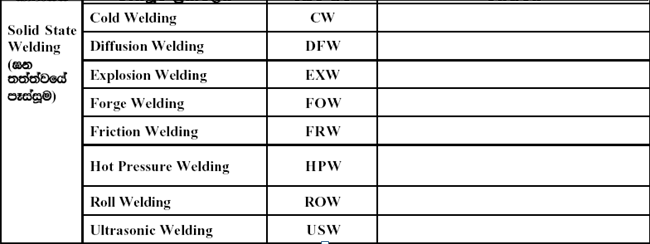 Cold Welding CW
Solid State
Welding
(ඝන
තත්ත්වයේ
පෑස්සූම)
Diffusion Welding DFW
Explosion Welding EXW
Forge Welding FOW
Friction Welding FRW
Hot Pressure Welding HPW
Roll Welding ROW
Ultrasonic Welding USW